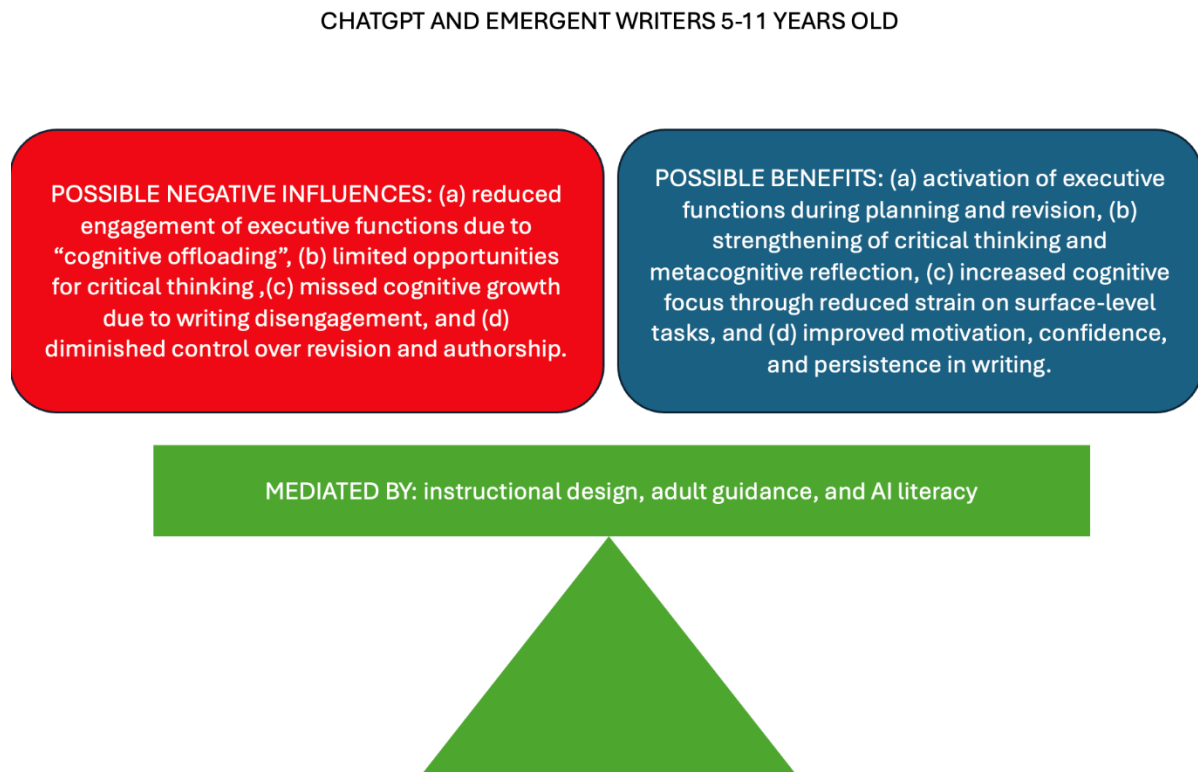 CHATGPT AND EMERGENT WRITERS 5-11 YEARS OLD
POSSIBLE NEGATIVE INFLUENCES: (a) reduced
engagement of executive functions due to
“cognitive offloading”, (b) limited opportunities
for critical thinking ,(c) missed cognitive growth
due to writing disengagement, and (d)
diminished control over revision and authorship.
POSSIBLE BENEFITS: (a) activation of executive
functions during planning and revision, (b)
strengthening of critical thinking and
metacognitive reflection, (c) increased cognitive
focus through reduced strain on surface-level
tasks, and (d) improved motivation, confidence,
and persistence in writing.
MEDIATED BY: instructional design, adult guidance, and AI literacy